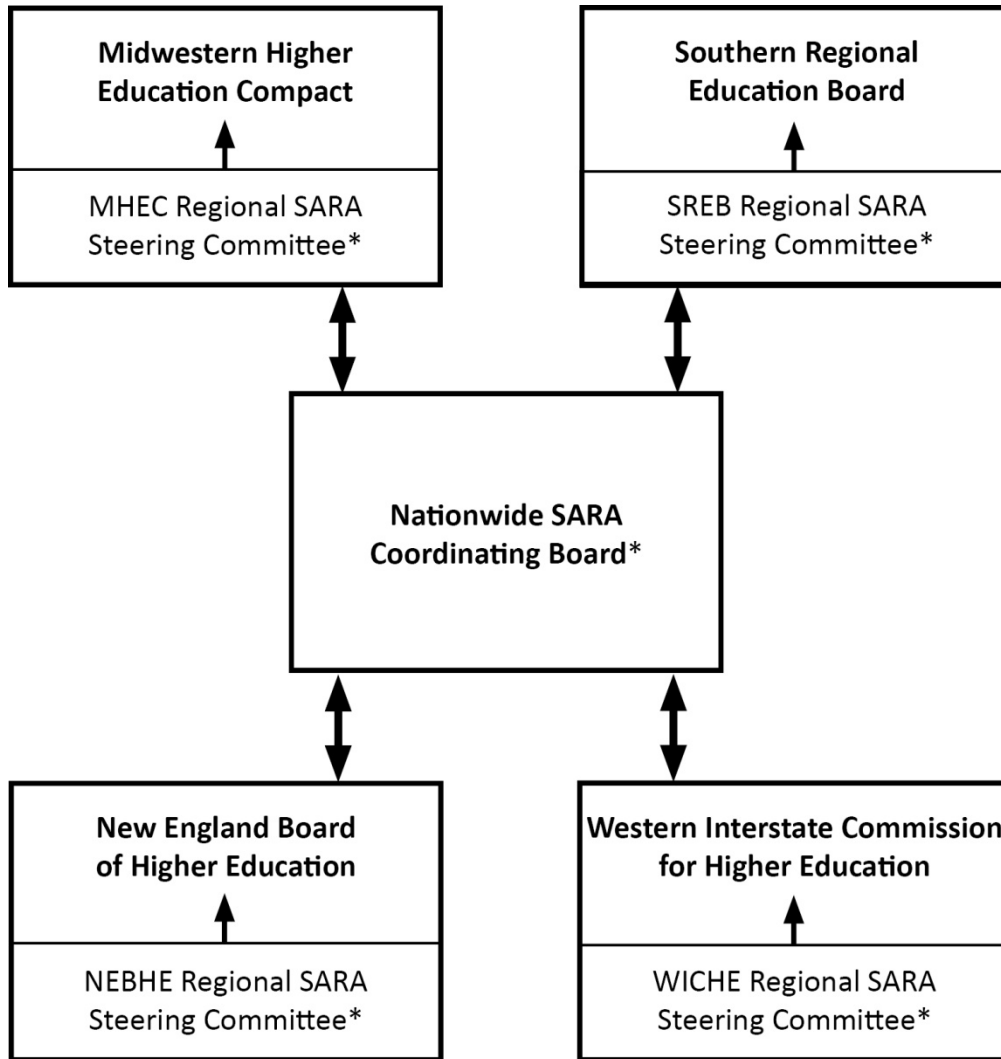 Midwestern Higher
Education Compact
MHEC Regional SARA
Steering Committee*
Southern Regional
Education Board
SREB Regional SARA
Steering Committee*
Nationwide SARA
Coordinating Board*
New England Board
of Higher Education
NEBHE Regional SARA
Steering Committee*
Western Interstate Commission
for Higher Education
WICHE Regional SARA
Steering Committee*